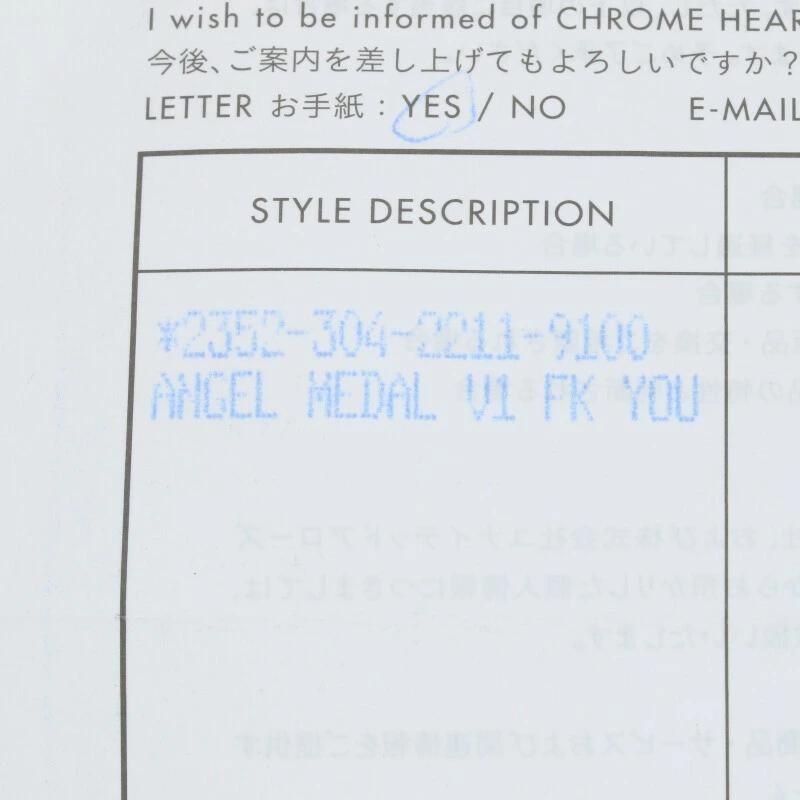 I wish to be informed of CHROME HEAR
今後、ご案内を差し上げてもよろしいですか?
LETTER お手紙 : YES / NO E-MAIL
STYLE DESCRIPTION
*2352-304-2211-9100
ANGEL MEDAL V1 FK YOU